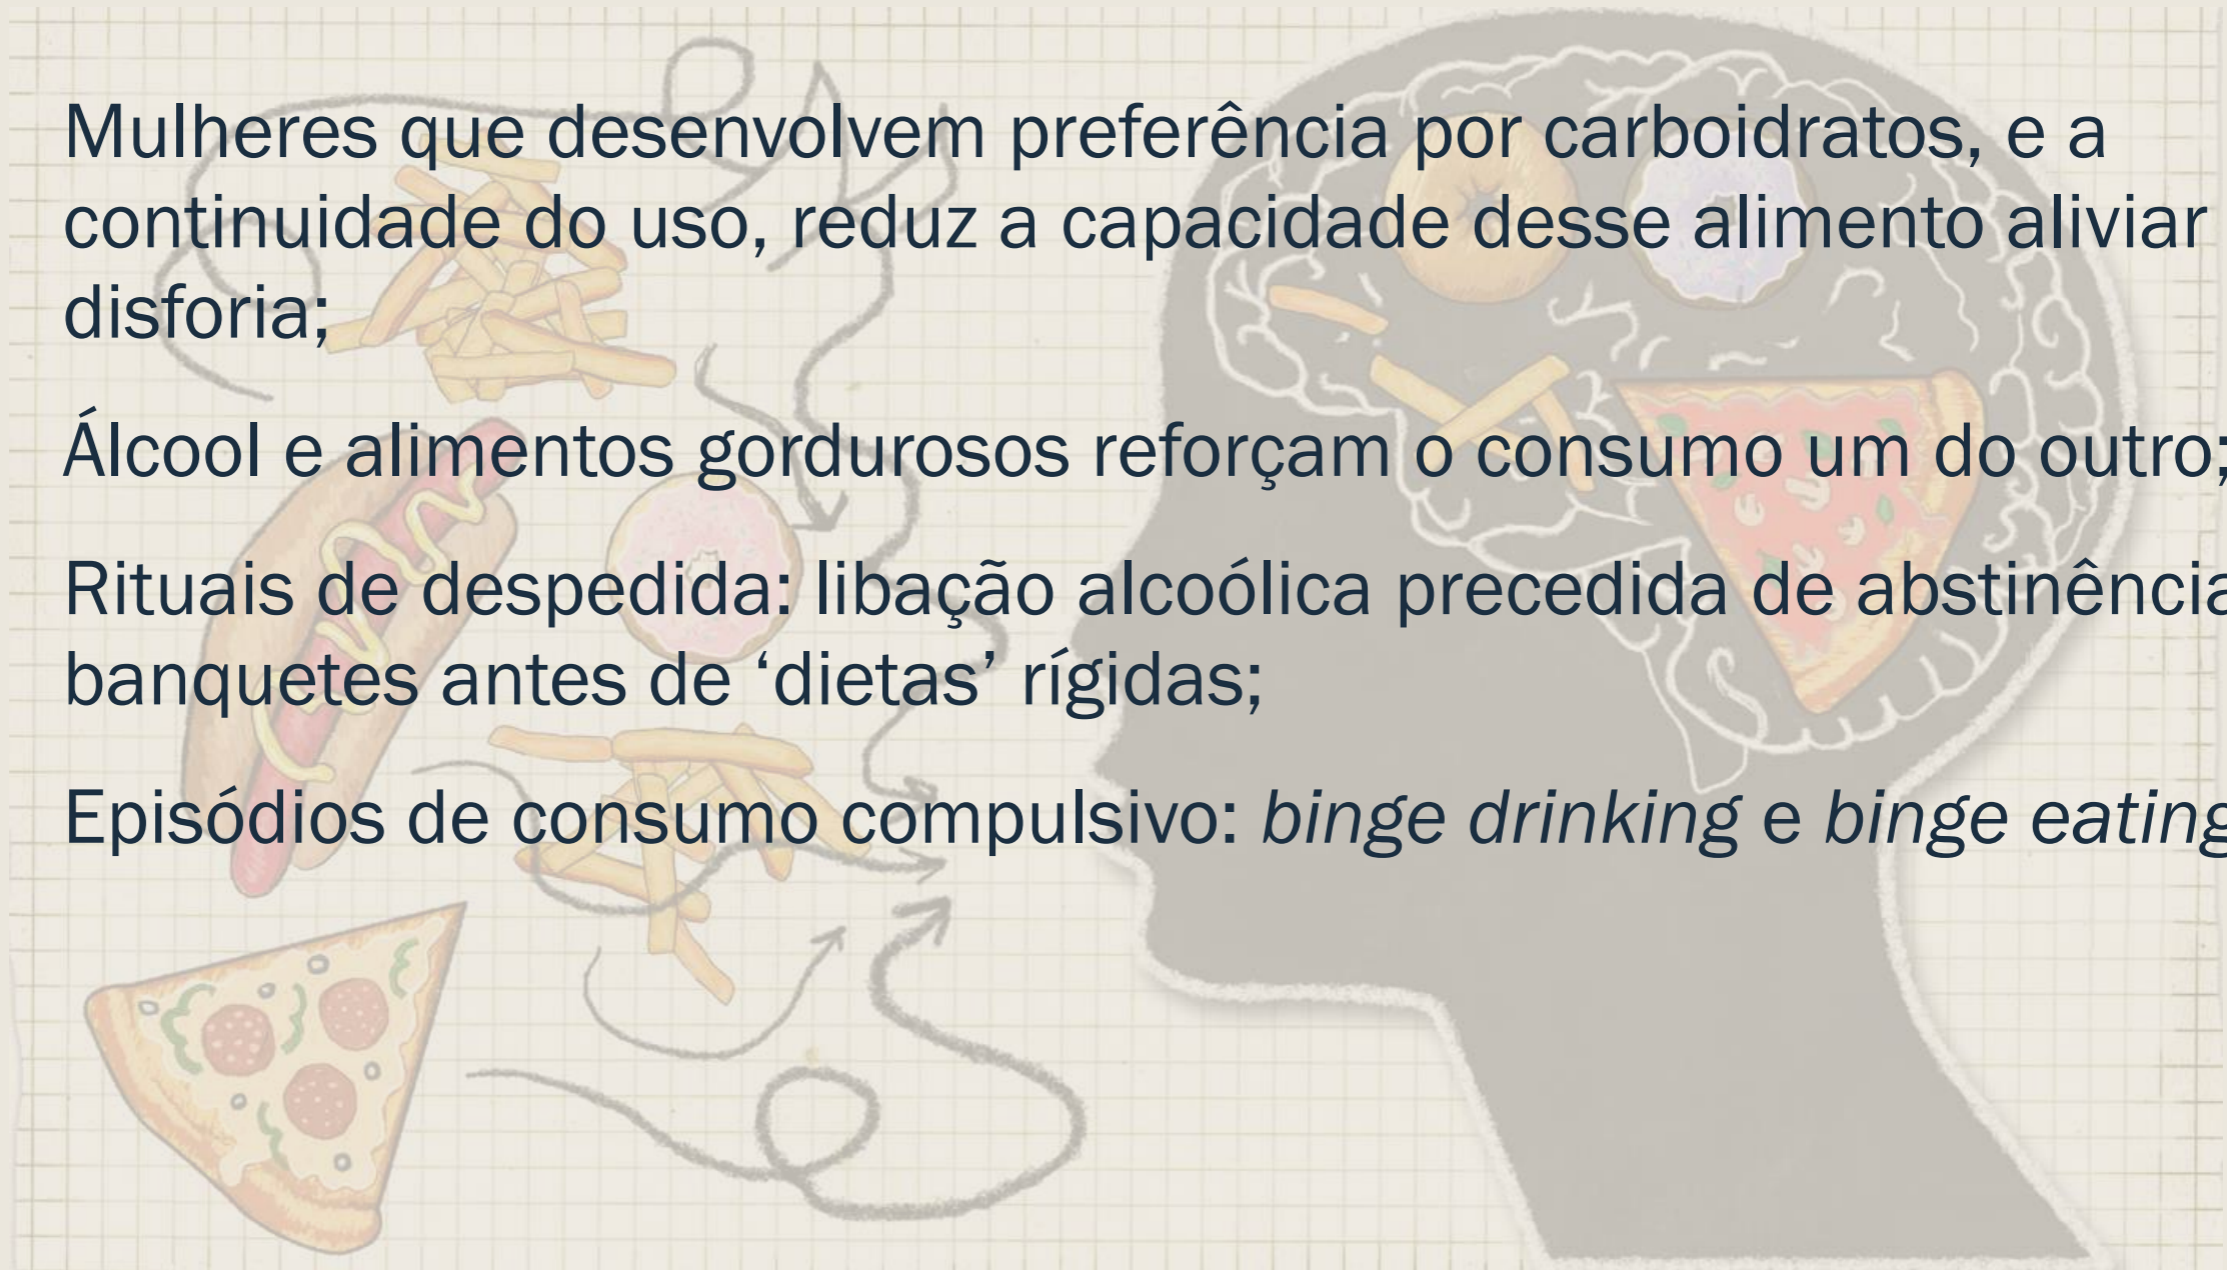 Mulheres que desenvolvem preferência por carboidratos, e a
continuidade do uso, reduz a capacidade desse alimento aliviar
disforia;
Álcool e alimentos gordurosos reforçam o consumo um do outro;
Rituais de despedida: libação alcoólica precedida de abstinência
banquetes antes de ‘dietas’ rígidas;
Episódios de consumo compulsivo: binge drinking e binge eating